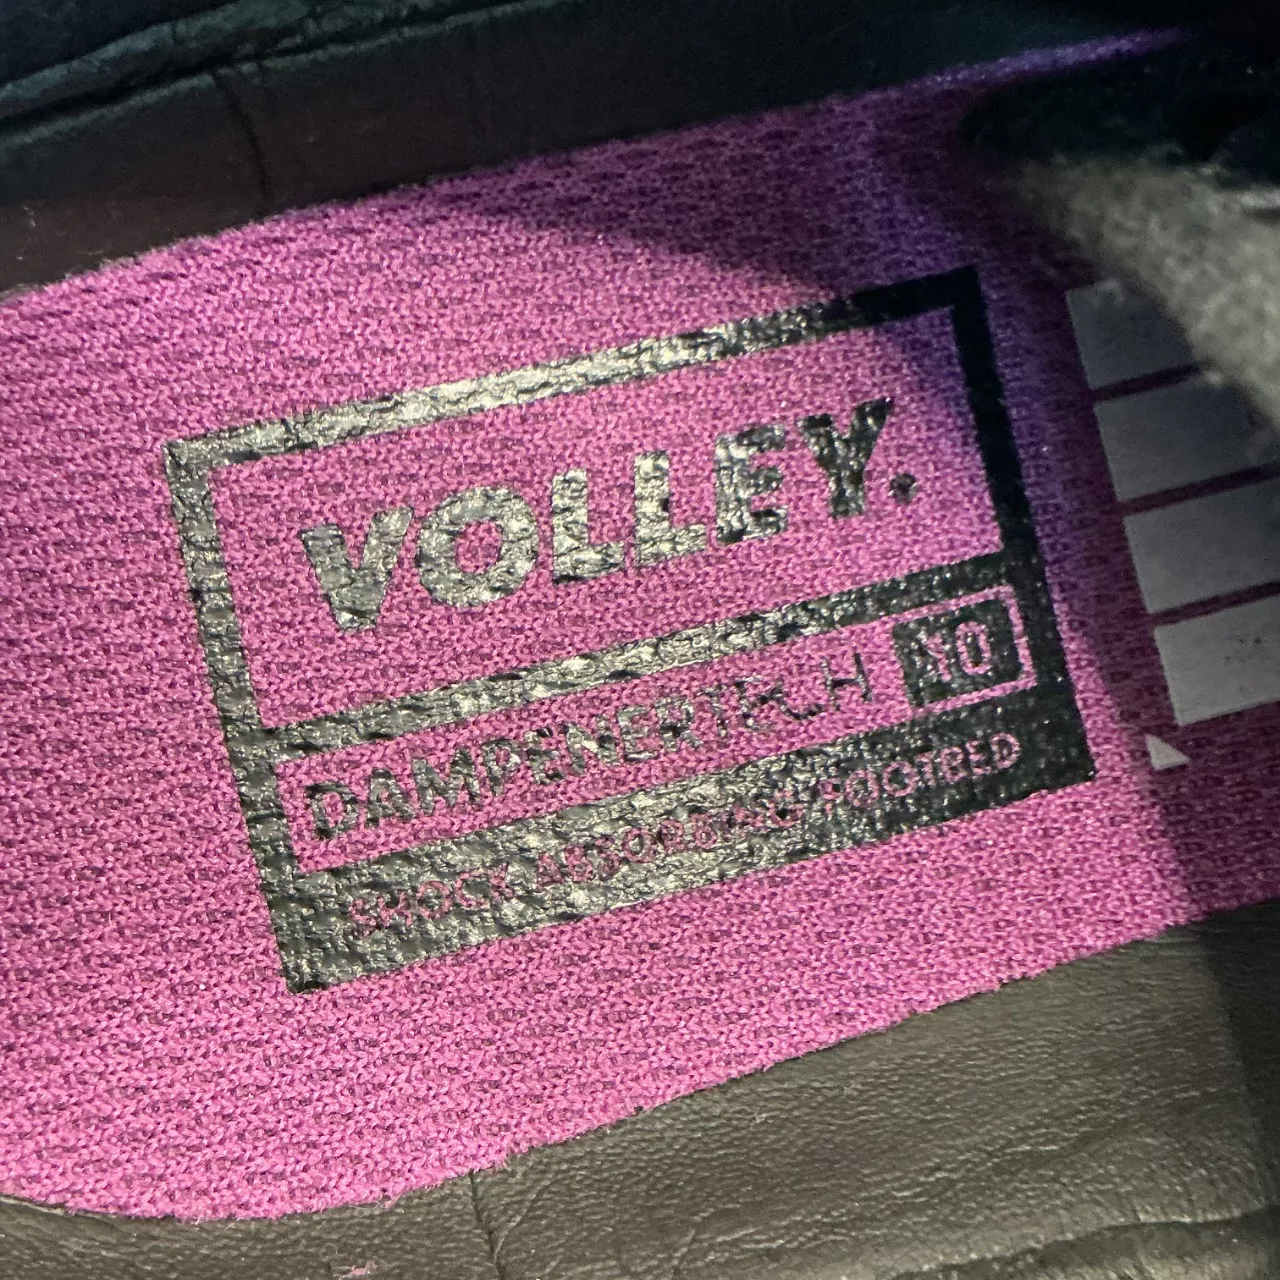 VOLLEY.
DAMPENERTECH 10
SHOCK ABSORBING FOOTBED